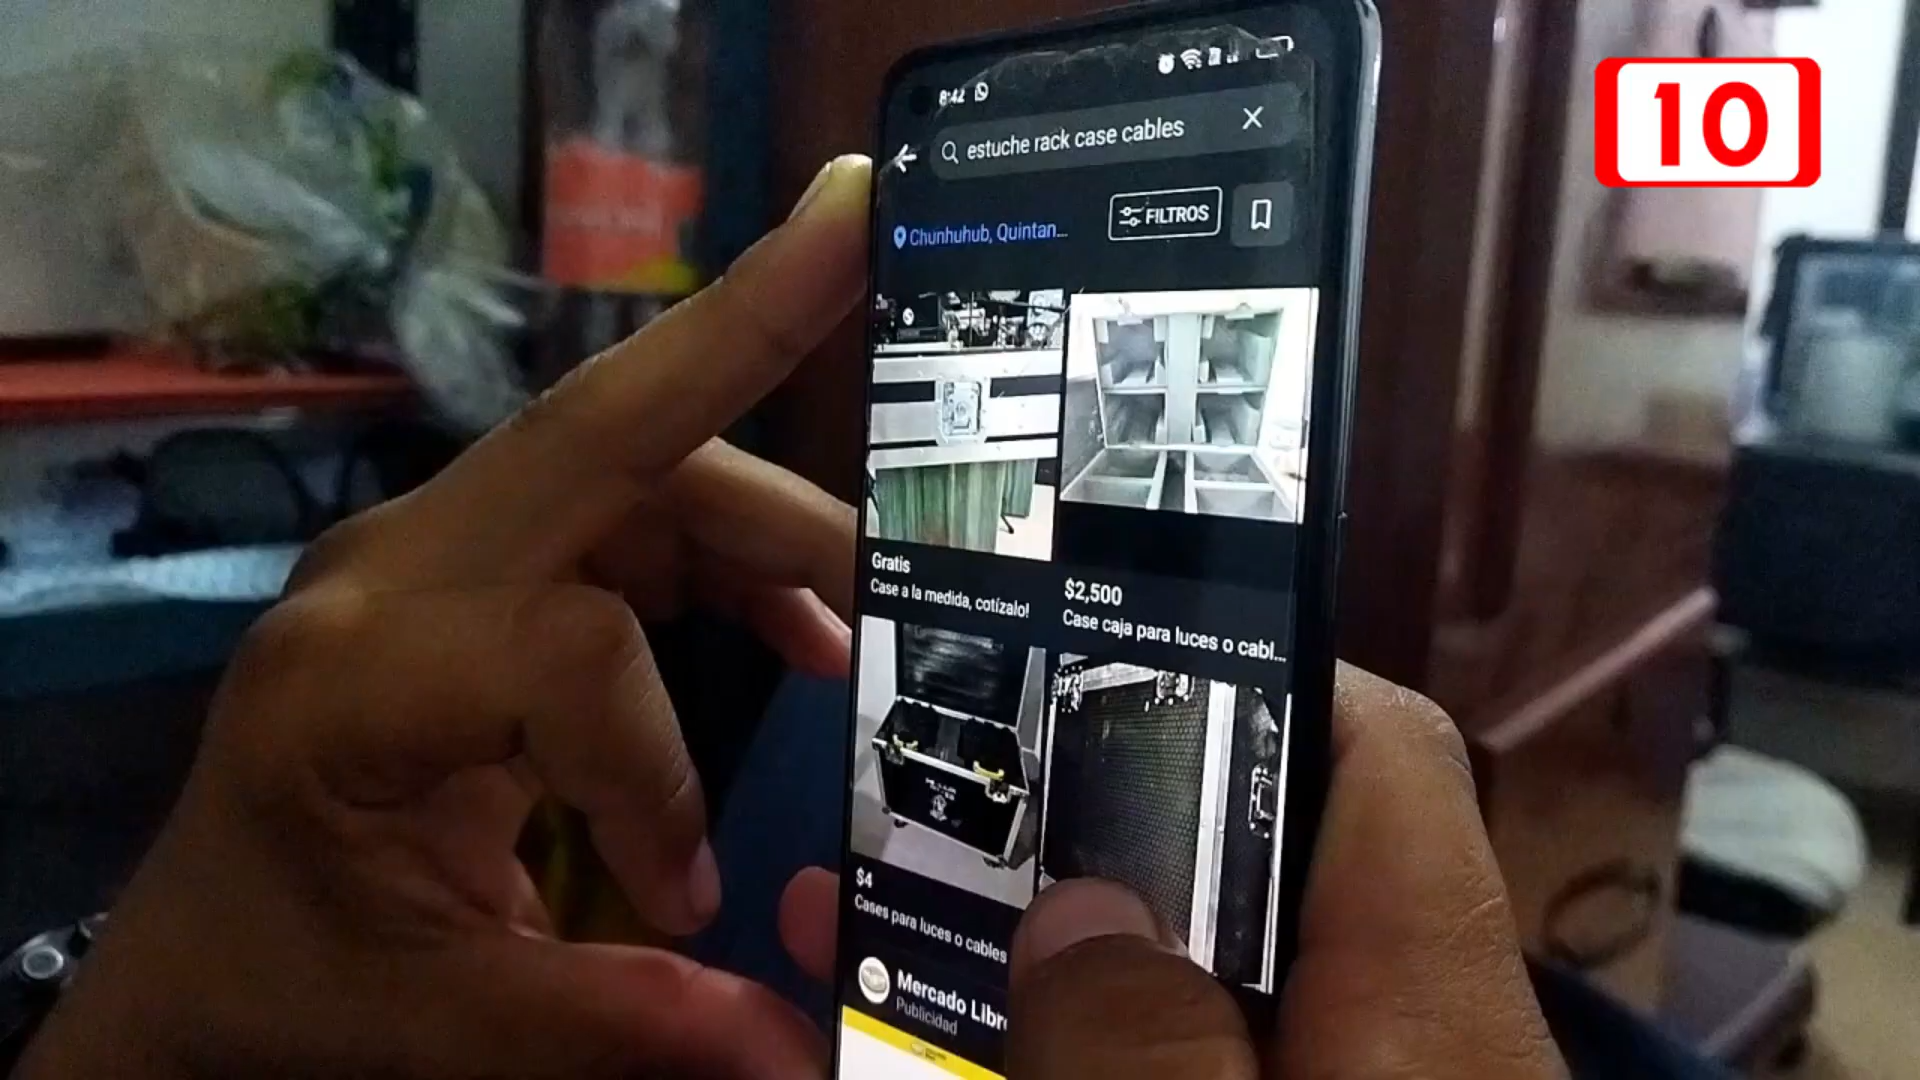 10
8:42
estuche rack case cables
Chunhuhub, Quintan...
FILTROS
Gratis
Case a la medida, cotízalo!
$2,500
Case caja para luces o cabl...
$4
Cases para luces o cables
Mercado Libr
Publicidad